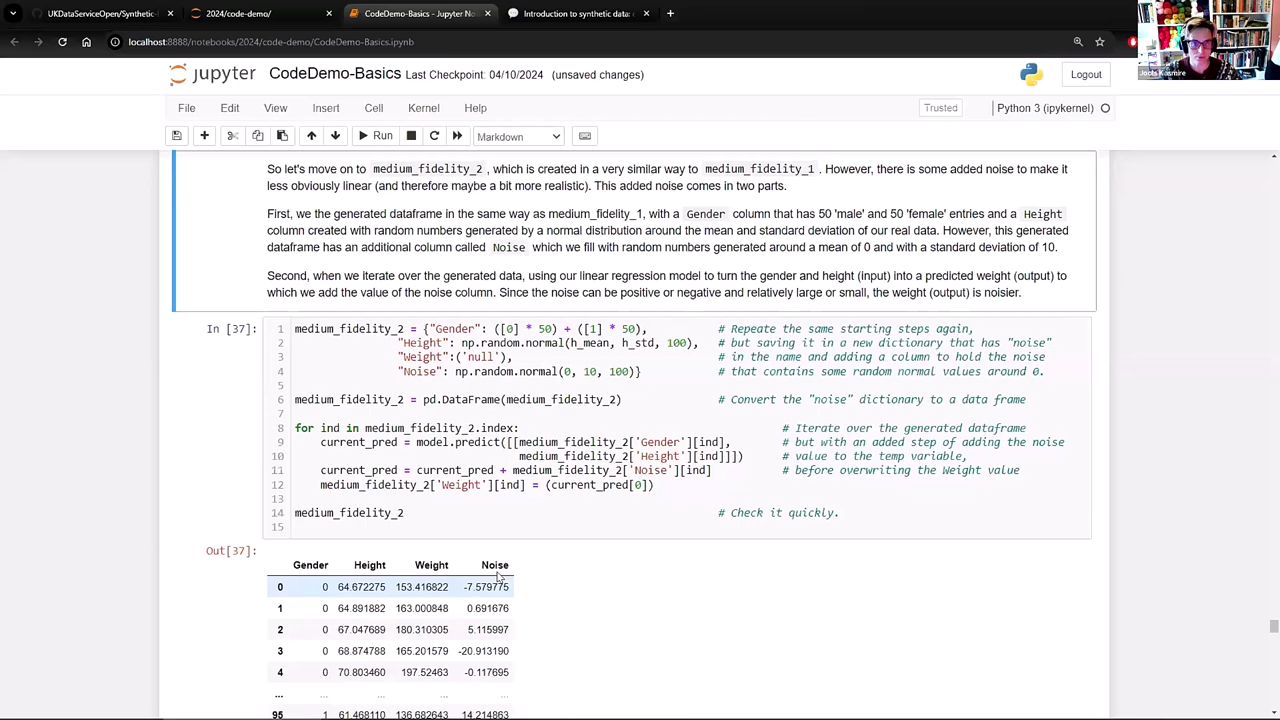 UKDataServiceOpen/Synthetic-
2024/code-demo/
CodeDemo-Basics - Jupyter No
Introduction to synthetic data:
localhost:8888/notebooks/2024/code-demo/CodeDemo-Basics.ipynb
Jools Kasmire
jupyter CodeDemo-Basics Last Checkpoint: 04/10/2024 (unsaved changes)
Logout
File Edit View Insert Cell Kernel Help
Trusted
Python 3 (ipykernel)
Run
Markdown
So let's move on to medium_fidelity_2, which is created in a very similar way to medium_fidelity_1. However, there is some added noise to make it
less obviously linear (and therefore maybe a bit more realistic). This added noise comes in two parts.
First, we the generated dataframe in the same way as medium_fidelity_1, with a Gender column that has 50 'male' and 50 'female' entries and a Height
column created with random numbers generated by a normal distribution around the mean and standard deviation of our real data. However, this generated
dataframe has an additional column called Noise which we fill with random numbers generated around a mean of 0 and with a standard deviation of 10.
Second, when we iterate over the generated data, using our linear regression model to turn the gender and height (input) into a predicted weight (output) to
which we add the value of the noise column. Since the noise can be positive or negative and relatively large or small, the weight (output) is noisier.
In [37]:
1 medium_fidelity_2 = {"Gender": ([0] * 50) + ([1] * 50), # Repeate the same starting steps again,
2 "Height": np.random.normal(h_mean, h_std, 100), # but saving it in a new dictionary that has "noise"
3 "Weight":('null'), # in the name and adding a column to hold the noise
4 "Noise": np.random.normal(0, 10, 100)} # that contains some random normal values around 0.
5
6 medium_fidelity_2 = pd.DataFrame(medium_fidelity_2) # Convert the "noise" dictionary to a data frame
7
8 for ind in medium_fidelity_2.index: # Iterate over the generated dataframe
9 current_pred = model.predict([[medium_fidelity_2['Gender'][ind], # but with an added step of adding the noise
10 medium_fidelity_2['Height'][ind]]]) # value to the temp variable,
11 current_pred = current_pred + medium_fidelity_2['Noise'][ind] # before overwriting the Weight value
12 medium_fidelity_2['Weight'][ind] = (current_pred[0])
13
14 medium_fidelity_2 # Check it quickly.
15
Out[37]:
Gender Height Weight Noise
0 0 64.672275 153.416822 -7.579775
1 0 64.891882 163.000848 0.691676
2 0 67.047689 180.310305 5.115997
3 0 68.874788 165.201579 -20.913190
4 0 70.803460 197.52463 -0.117695
... ... ... ... ...
95 1 61.468110 136.682643 14.214863